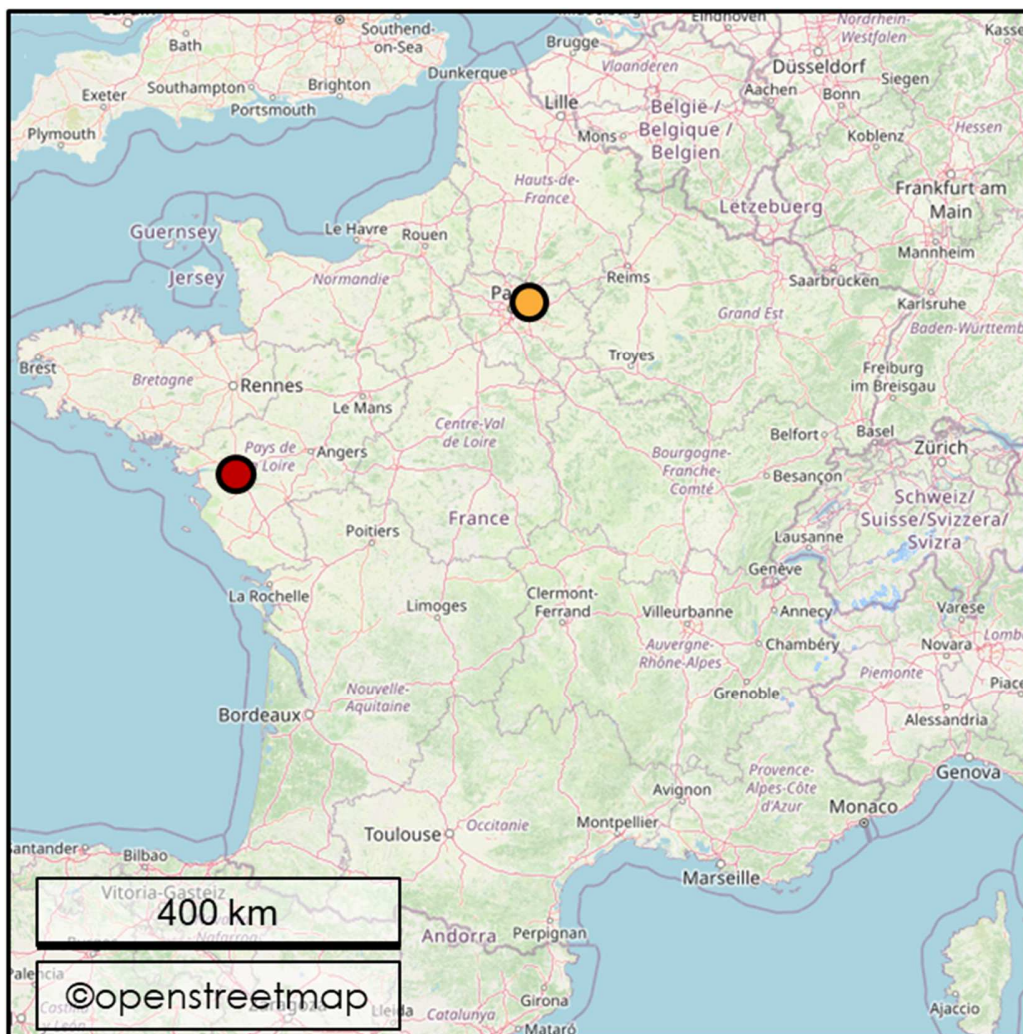 Southend-
on-Sea
Eindhoven
Nordrhein-
Westfalen
Bath
Brugge
Vlaanderen
Düsseldorf
Dunkerque
Exeter
Southampton
Brighton
Aachen
Bonn
Siegen
Portsmouth
Lille
België /
Belgique /
Belgien
Plymouth
Mons
Koblenz
Hessen
Hauts-de-
France
Frankfurt am
Main
Lëtzebuerg
Guernsey
Le Havre
Rouen
Mannheim
Jersey
Normandie
Reims
Saarbrücken
Pa
Karlsruhe
Grand Est
Baden-Württemb
Brest
Bretagne
Rennes
Troyes
Freiburg
im Breisgau
Le Mans
Centre-Val
de Loire
Belfort
Basel
Zürich
Pays de
Loire
Angers
Bourgogne-
Franche-
Comté
Besançon
Schweiz/
Suisse/Svizzera/
Svizra
France
Poitiers
Lausanne
Genève
La Rochelle
Limoges
Clermont-
Ferrand
Villeurbanne
Annecy
Varese
Auvergne-
Rhône-Alpes
Chambéry
Novara
Lomb
Piemonte
Nouvelle-
Aquitaine
Grenoble
Piace
Bordeaux
Alessandria
Genova
Provence-
Alpes-Côte
d'Azur
Avignon
Monaco
Toulouse
Occitanie
Montpellier
antander
Bilbao
Marseille
Vitoria-Gasteiz
400 km
Andorra
Perpignan
Palencia
©openstreetmap
Lleida
Catalunya
Girona
Mataró
Ajaccio